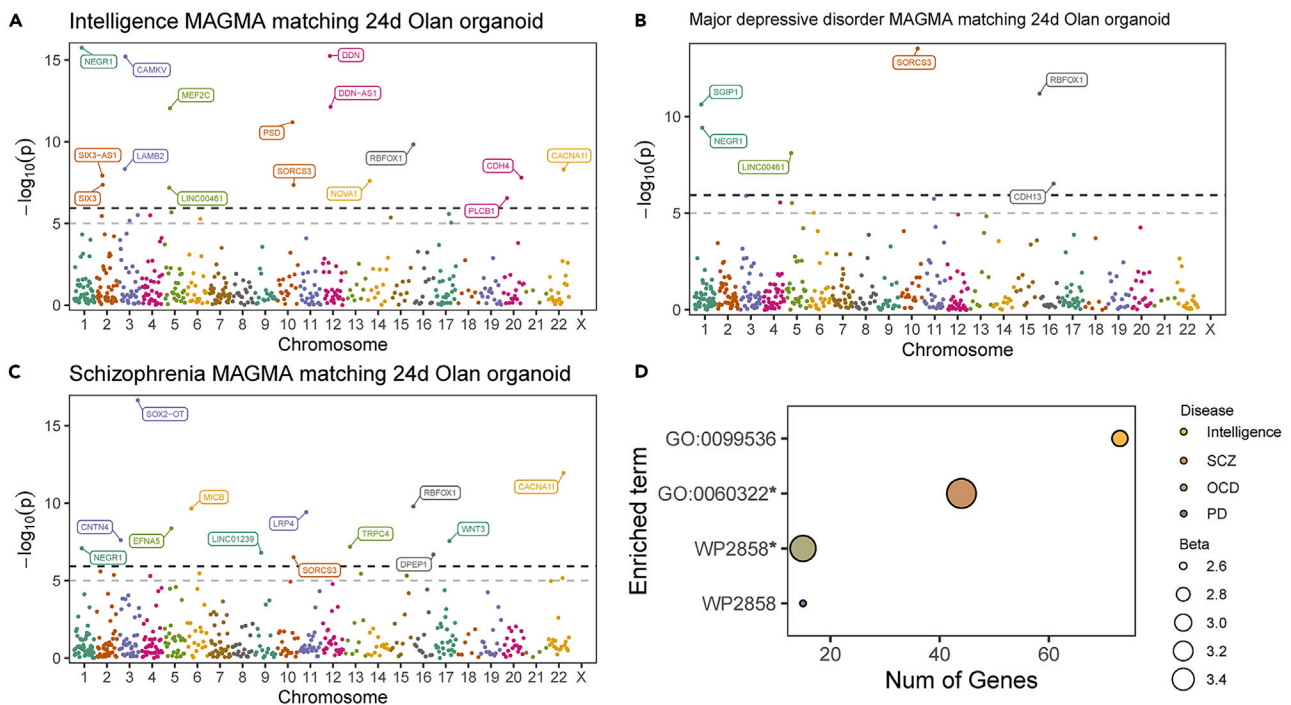 A
Intelligence MAGMA matching 24d Olan organoid
−log10(p)
15
10
5
0
NEGR1
CAMKV
DDN
MEF2C
DDN−AS1
PSD
SIX3−AS1
LAMB2
RBFOX1
SORCS3
CDH4
CACNA1I
SIX3
LINC00461
NOVA1
PLCB1
1 2 3 4 5 6 7 8 9 10 11 12 13 14 15 16 17 18 19 20 21 22 X
Chromosome
B
Major depressive disorder MAGMA matching 24d Olan organoid
−log10(p)
10
5
0
SORCS3
RBFOX1
SGIP1
NEGR1
LINC00461
CDH13
1 2 3 4 5 6 7 8 9 10 11 12 13 14 15 16 17 18 19 20 21 22 X
Chromosome
C
Schizophrenia MAGMA matching 24d Olan organoid
−log10(p)
15
10
5
0
SOX2−OT
CACNA1I
MICB
RBFOX1
LRP4
CNTN4
EFNA5
LINC01239
TRPC4
WNT3
NEGR1
SORCS3
DPEP1
1 2 3 4 5 6 7 8 9 10 11 12 13 14 15 16 17 18 19 20 21 22 X
Chromosome
D
Enriched term
GO:0099536
GO:0060322*
WP2858*
WP2858
20 40 60
Num of Genes
Disease
Intelligence
SCZ
OCD
PD
Beta
2.6
2.8
3.0
3.2
3.4